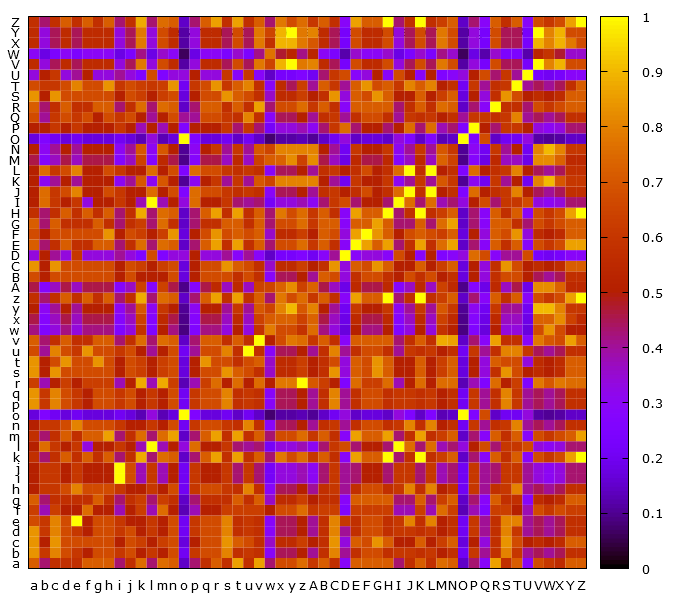 Z
Y
X
W
V
U
T
S
R
Q
P
O
N
M
L
K
J
I
H
G
F
E
D
C
B
A
z
y
x
w
v
u
t
s
r
q
p
o
n
m
l
k
j
i
h
g
f
e
d
c
b
a
a b c d e f g h i j k l m n o p q r s t u v w x y z A B C D E F G H I J K L M N O P Q R S T U V W X Y Z
1
0.9
0.8
0.7
0.6
0.5
0.4
0.3
0.2
0.1
0